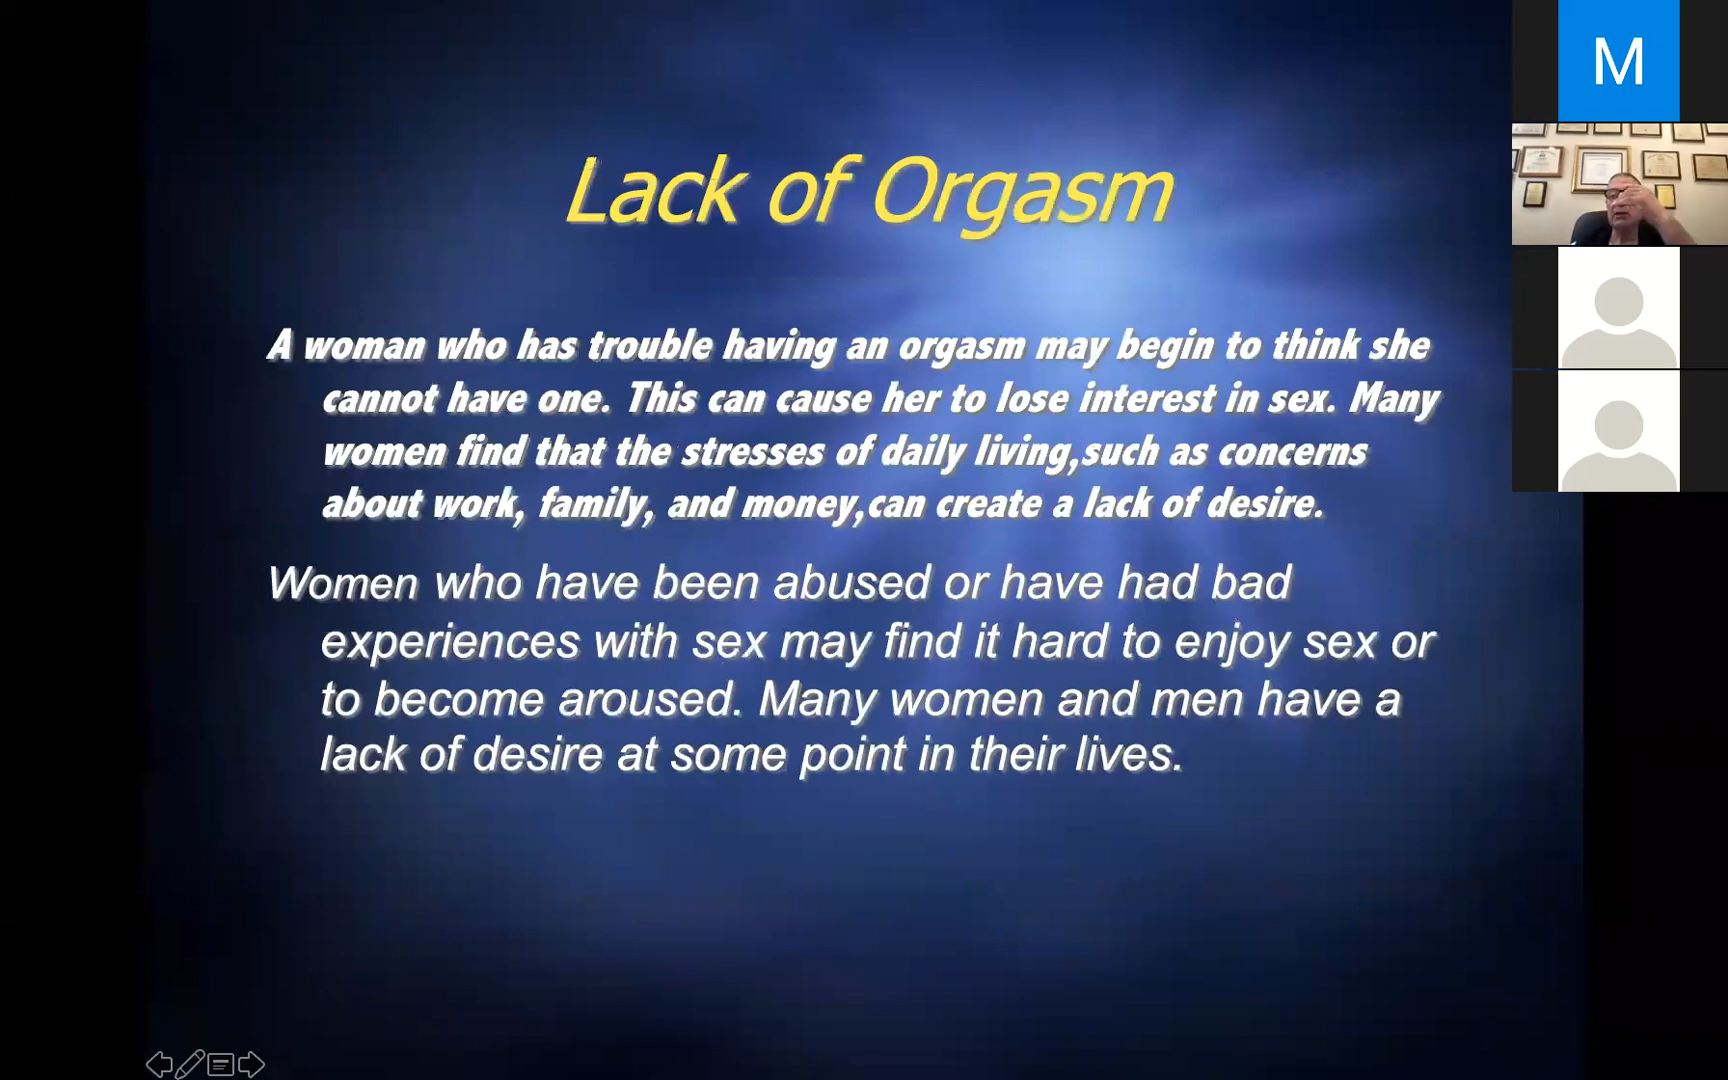 Lack of Orgasm
A woman who has trouble having an orgasm may begin to think she
cannot have one. This can cause her to lose interest in sex. Many
women find that the stresses of daily living,such as concerns
about work, family, and money,can create a lack of desire.
Women who have been abused or have had bad
experiences with sex may find it hard to enjoy sex or
to become aroused. Many women and men have a
lack of desire at some point in their lives.
M